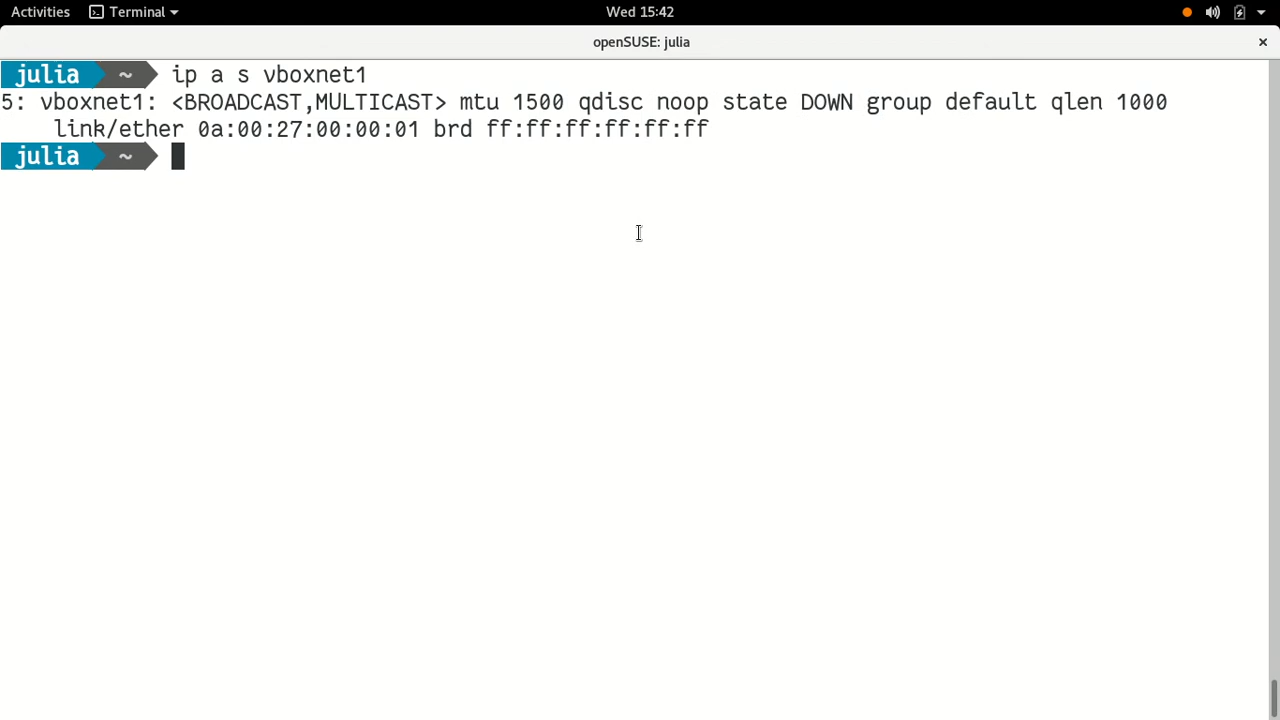 Activities Terminal Wed 15:42
openSUSE: julia
julia ~ ip a s vboxnet1
5: vboxnet1: <BROADCAST,MULTICAST> mtu 1500 qdisc noop state DOWN group default qlen 1000
    link/ether 0a:00:27:00:00:01 brd ff:ff:ff:ff:ff:ff
julia ~